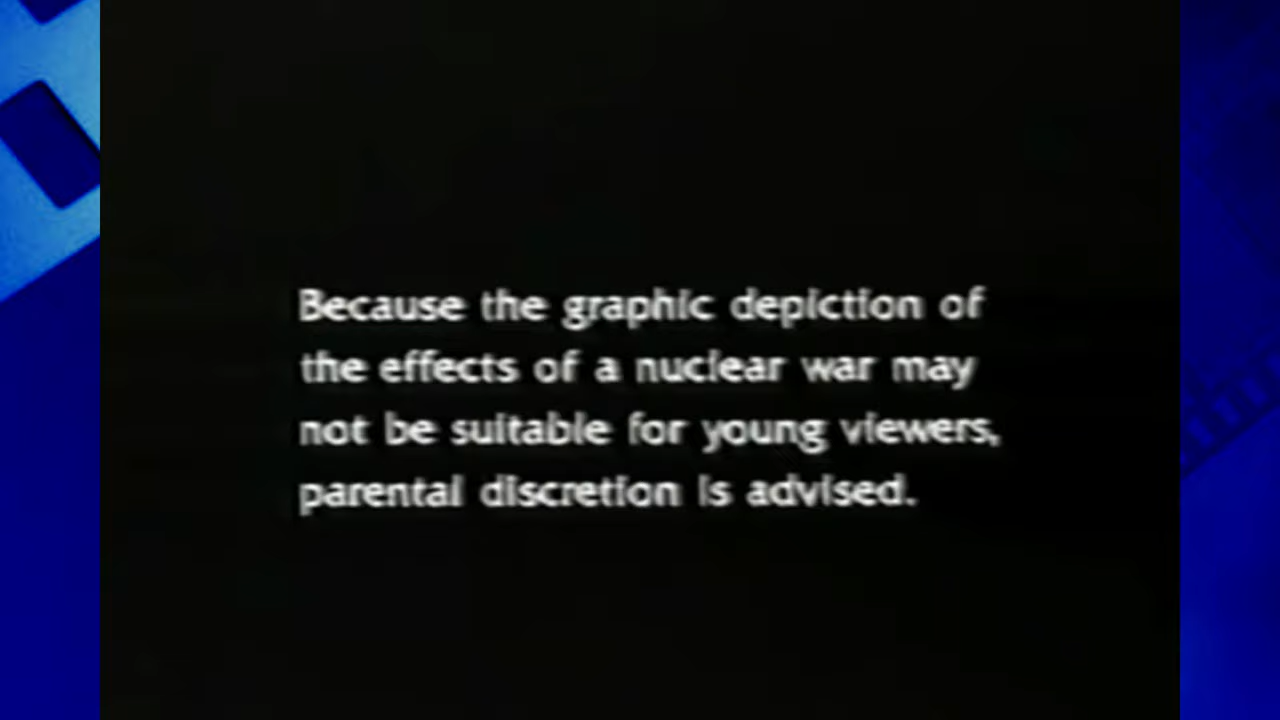 Because the graphic depiction of
the effects of a nuclear war may
not be suitable for young viewers,
parental discretion is advised.